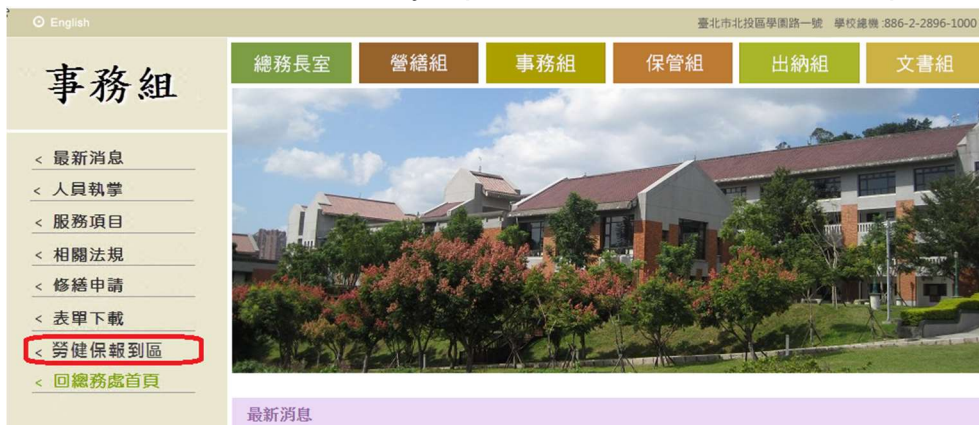 English
臺北市北投區學園路一號 學校總機:886-2-2896-1000
事務組
總務長室 營繕組 事務組 保管組 出納組 文書組
< 最新消息
< 人員執掌
< 服務項目
< 相關法規
< 修繕申請
< 表單下載
< 勞健保報到區
< 回總務處首頁
最新消息